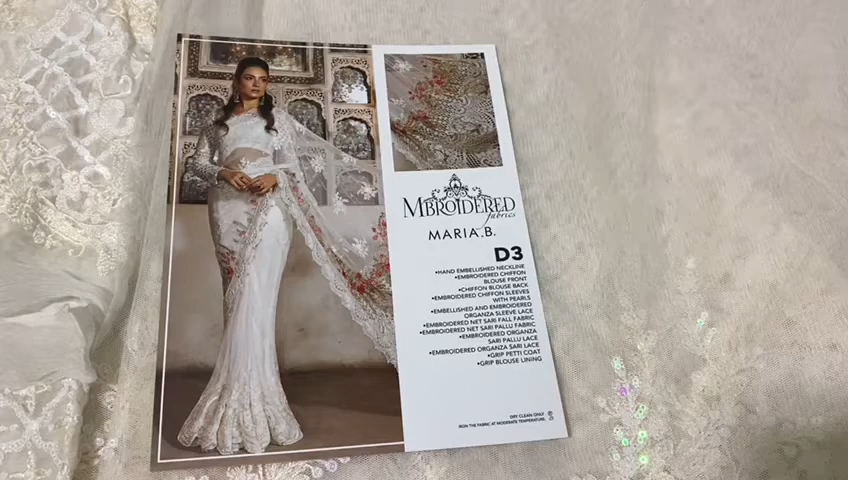 MBROIDERED
fabrics
MARIA.B.
D3
•HAND EMBELLISHED NECKLINE
•EMBROIDERED CHIFFON
BLOUSE FRONT
•CHIFFON BLOUSE BACK
•EMBROIDERED CHIFFON SLEEVES
WITH PEARLS
•EMBELLISHED AND EMBROIDERED
ORGANZA SLEEVE LACE
•EMBROIDERED NET SARI FALL FABRIC
•EMBROIDERED NET SARI PALLU FABRIC
•EMBROIDERED ORGANZA
SARI PALLU LACE
•EMBROIDERED ORGANZA SARI LACE
•GRIP PETTI COAT
•GRIP BLOUSE LINING
DRY CLEAN ONLY
IRON THE FABRIC AT MODERATE TEMPERATURE.